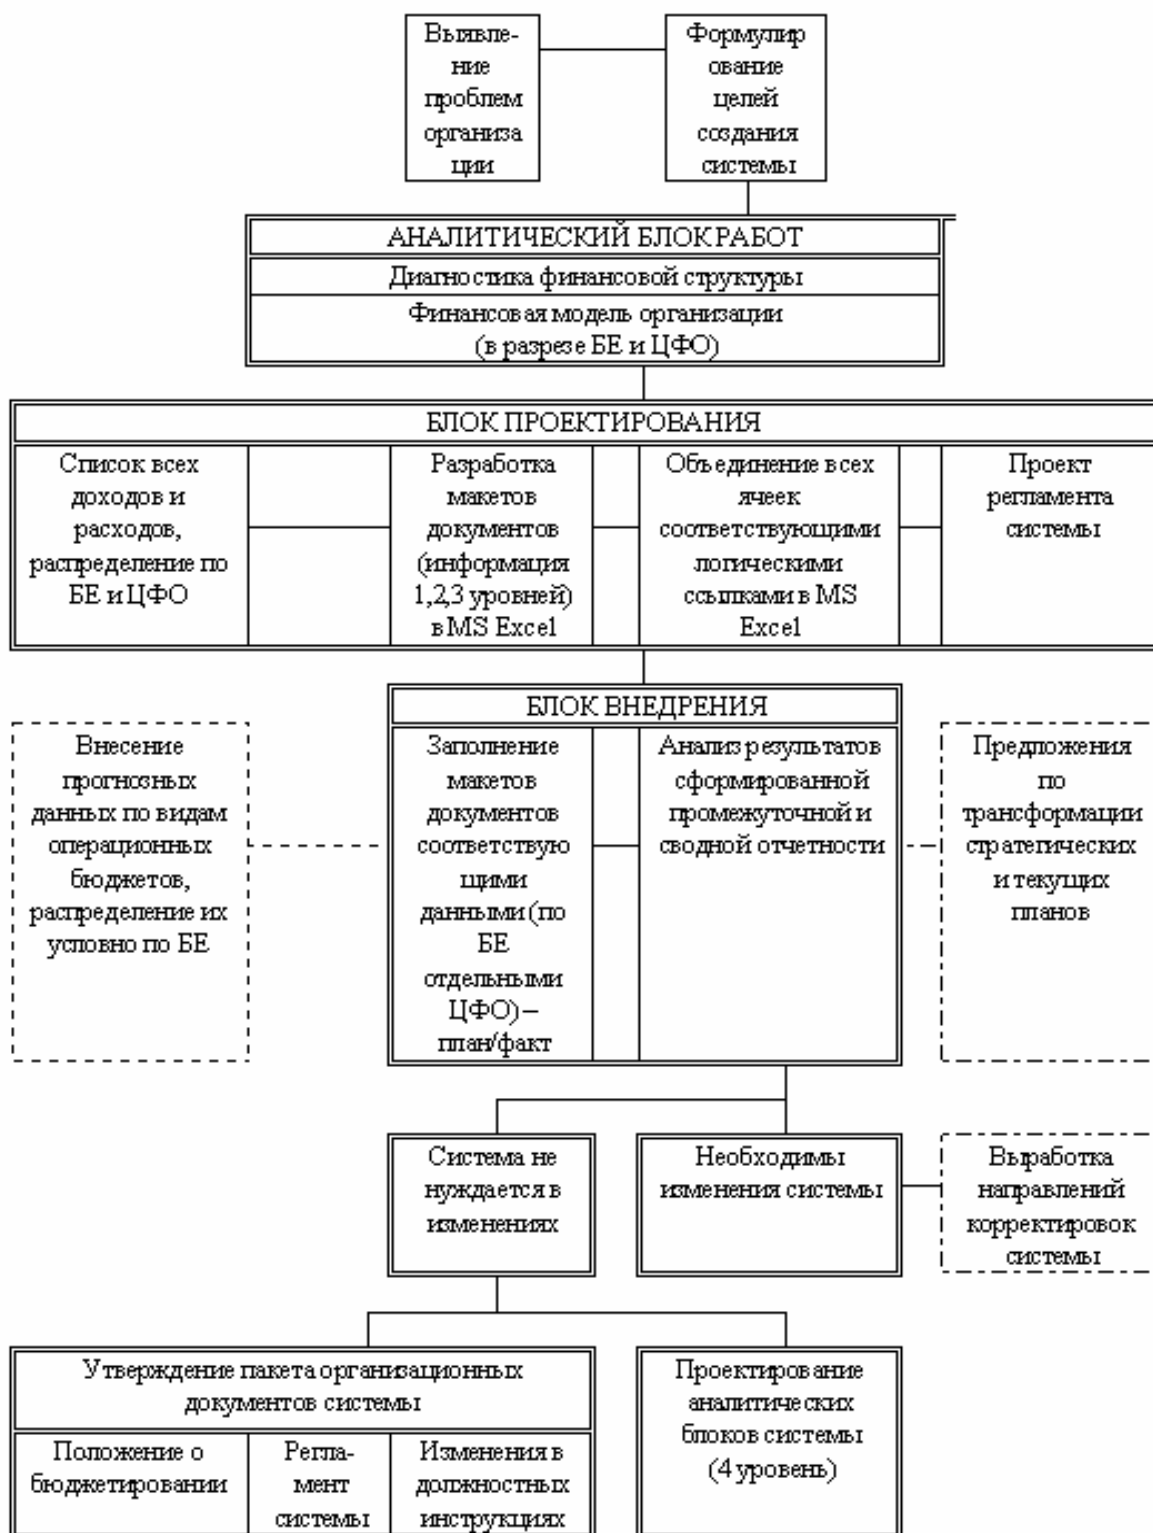 Выявле-
ние
проблем
организа
ции
Формулир
ование
целей
создания
системы
АНАЛИТИЧЕСКИЙ БЛОК РАБОТ
Диагностика финансовой структуры
Финансовая модель организации
(в разрезе БЕ и ЦФО)
БЛОК ПРОЕКТИРОВАНИЯ
Список всех
доходов и
расходов,
распределение по
БЕ и ЦФО
Разработка
макетов
документов
(информация
1,2,3 уровней)
в MS Excel
Объединение всех
ячеек
соответствующими
логическими
ссылками в MS
Excel
Проект
регламента
системы
БЛОК ВНЕДРЕНИЯ
Внесение
прогнозных
данных по видам
операционных
бюджетов,
распределение их
условно по БЕ
Заполнение
макетов
документов
соответствую
щими
данными (по
БЕ
отдельными
ЦФО) –
план/факт
Анализ результатов
сформированной
промежуточной и
сводной отчетности
Предложения
по
трансформации
стратегических
и текущих
планов
Система не
нуждается в
изменениях
Необходимы
изменения системы
Выработка
направлений
корректировок
системы
Утверждение пакета организационных
документов системы
Положение о
бюджетировании
Регла-
мент
системы
Изменения в
должностных
инструкциях
Проектирование
аналитических
блоков системы
(4 уровень)